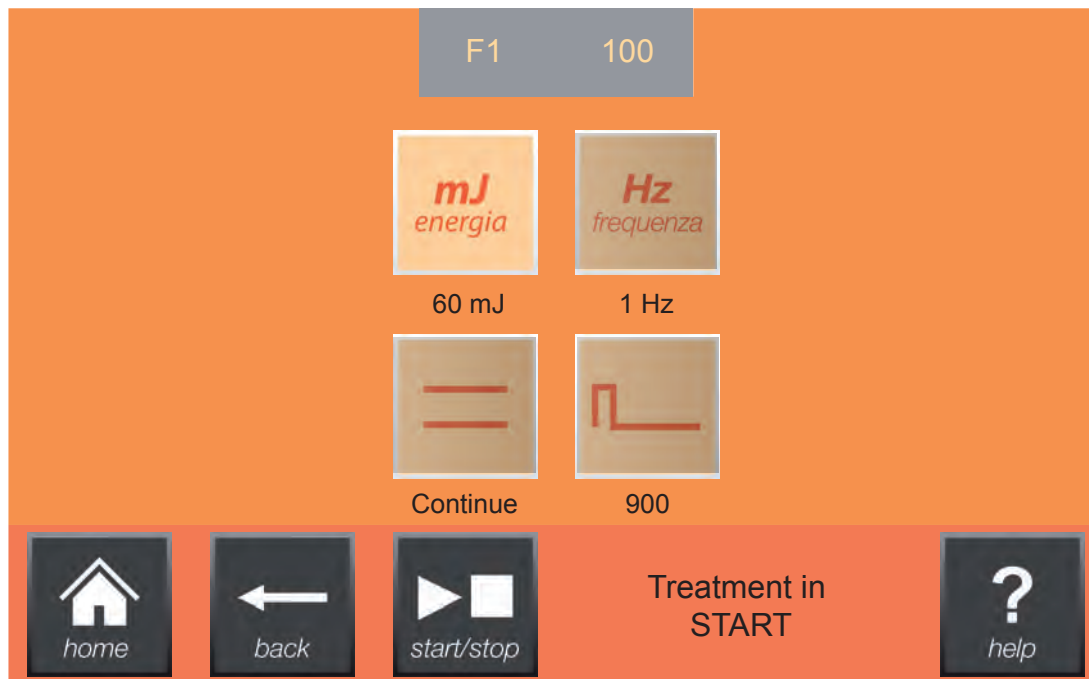 F1 100
mJ
energia
Hz
frequenza
60 mJ
1 Hz
Continue
900
home
back
start/stop
Treatment in
START
?
help